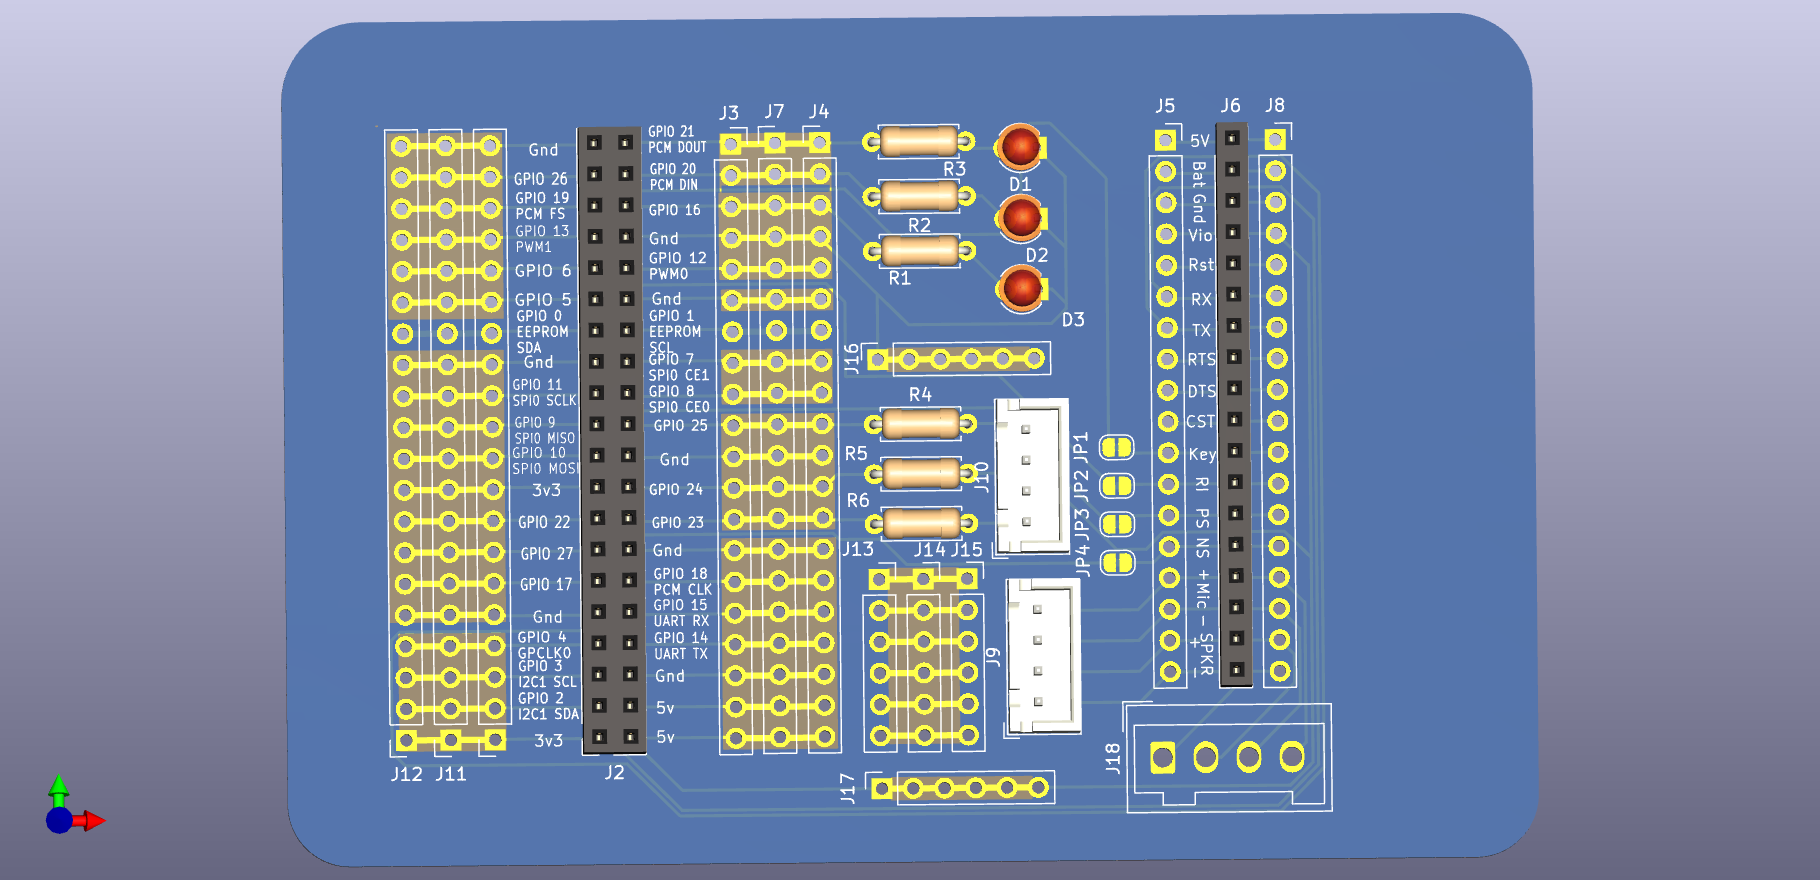 J3
J7
J4
J5
J6
J8
Gnd
GPIO 26
GPIO 19
PCM FS
GPIO 13
PWM1
GPIO 6
GPIO 5
GPIO 0
EEPROM
SDA
Gnd
GPIO 11
SPI0 SCLK
GPIO 9
SPI0 MISO
GPIO 10
SPI0 MOSI
3v3
GPIO 22
GPIO 27
GPIO 17
Gnd
GPIO 4
GPCLK0
GPIO 3
I2C1 SCL
GPIO 2
I2C1 SDA
3v3
GPIO 21
PCM DOUT
GPIO 20
PCM DIN
GPIO 16
Gnd
GPIO 12
PWM0
Gnd
GPIO 1
EEPROM
SCL
GPIO 7
SPI0 CE1
GPIO 8
SPI0 CE0
GPIO 25
Gnd
GPIO 24
GPIO 23
Gnd
GPIO 18
PCM CLK
GPIO 15
UART RX
GPIO 14
UART TX
Gnd
5v
5v
R3
R2
R1
D1
D2
D3
J16
R4
R5
R6
J10
JP1
JP2
JP3
JP4
J13
J14
J15
J9
J17
5V
Bat
Gnd
Vio
Rst
RX
TX
RTS
DTS
CST
Key
RI
PS
NS
+Mic-
+
SPKR
-
J18
J12
J11
J2